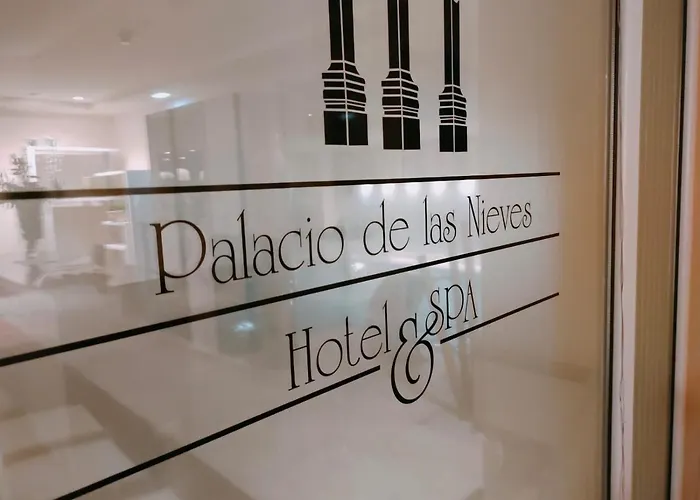 Palacio de las Nieves
Hotel & SPA